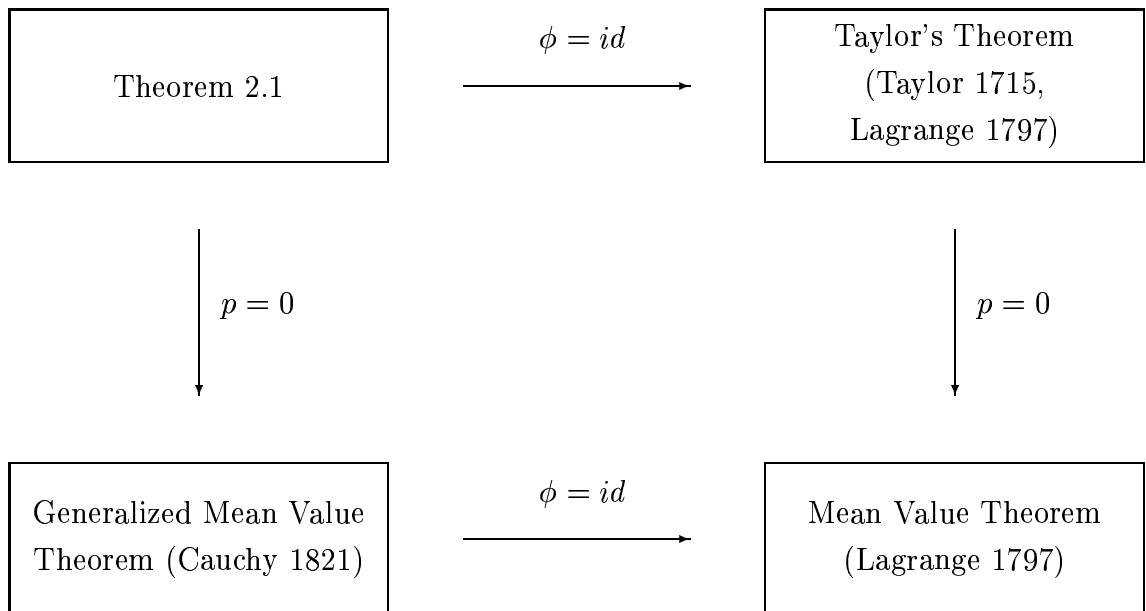 ϕ = id
Theorem 2.1
Taylor's Theorem
(Taylor 1715,
Lagrange 1797)
p = 0
p = 0
ϕ = id
Generalized Mean Value
Theorem (Cauchy 1821)
Mean Value Theorem
(Lagrange 1797)